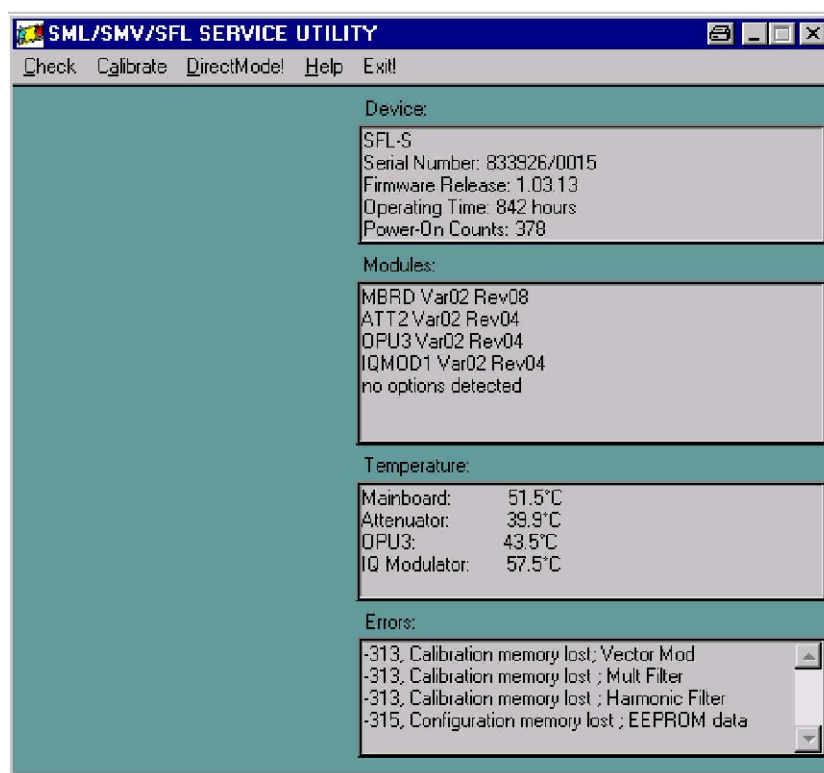 SML/SMV/SFL SERVICE UTILITY
Check Calibrate DirectMode! Help Exit!
Device:
SFL-S
Serial Number: 833926/0015
Firmware Release: 1.03.13
Operating Time: 842 hours
Power-On Counts: 378
Modules:
MBRD Var02 Rev08
ATT2 Var02 Rev04
OPU3 Var02 Rev04
IQMOD1 Var02 Rev04
no options detected
Temperature:
Mainboard: 51.5°C
Attenuator: 39.9°C
OPU3: 43.5°C
IQ Modulator: 57.5°C
Errors:
-313, Calibration memory lost; Vector Mod
-313, Calibration memory lost ; Mult Filter
-313, Calibration memory lost ; Harmonic Filter
-315, Configuration memory lost ; EEPROM data